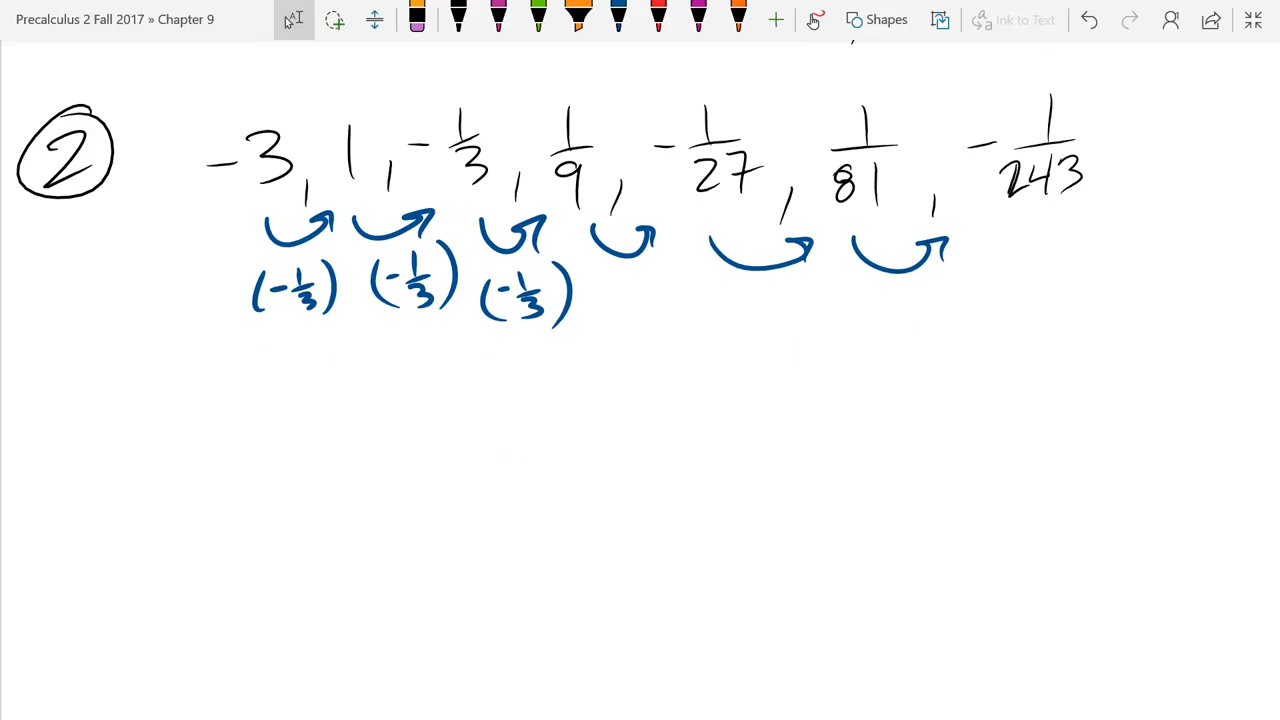 Precalculus 2 Fall 2017 » Chapter 9
Shapes
Ink to Text
2
-3, 1, -1/3, 1/9, -1/27, 1/81, -1/243
(-1/3) (-1/3) (-1/3)